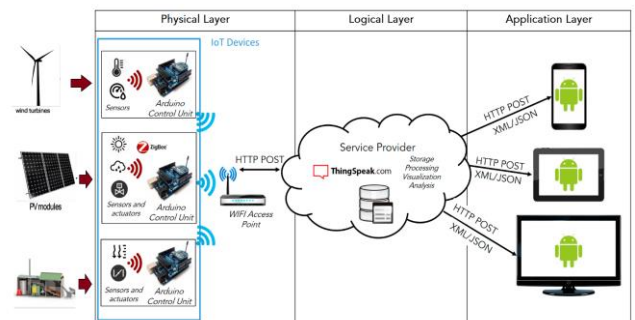 Physical Layer
Logical Layer
Application Layer
IoT Devices
wind turbines
Sensors
Arduino
Control Unit
PV modules
ZigBee
Sensors and
actuators
Arduino
Control Unit
Sensors and
actuators
Arduino
Control Unit
HTTP POST
WIFI Access
Point
Service Provider
ThingSpeak.com
Storage
Processing
Visualization
Analysis
HTTP POST
XML/JSON
HTTP POST
XML/JSON
HTTP POST
XML/JSON